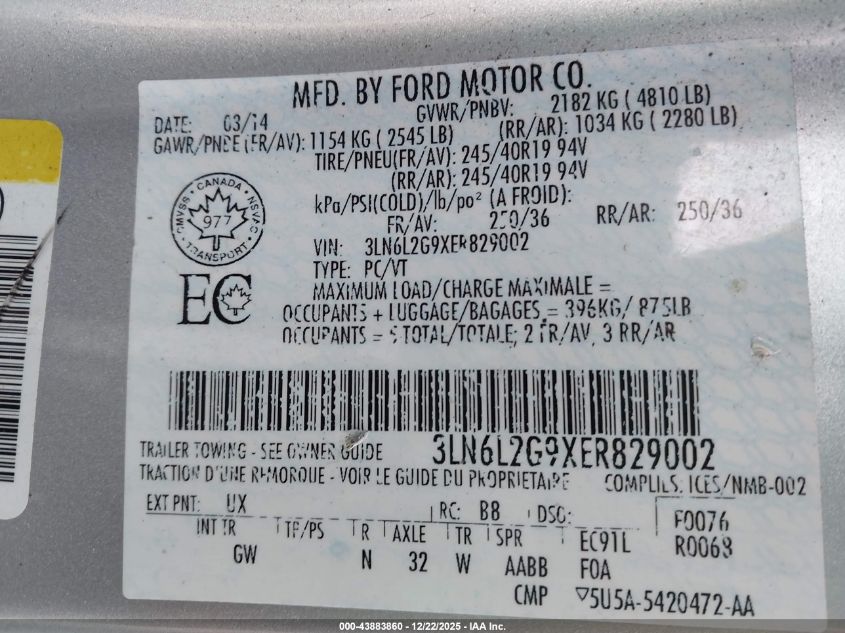 MFD. BY FORD MOTOR CO.
DATE: 03/14 GVWR/PNBV: 2182 KG ( 4810 LB)
GAWR/PNBE (FR/AV): 1154 KG ( 2545 LB) (RR/AR): 1034 KG ( 2280 LB)
TIRE/PNEU(FR/AV): 245/40R19 94V
(RR/AR): 245/40R19 94V
kPa/PSI(COLD)/lb/po² (A FROID):
FR/AV: 250/36 RR/AR: 250/36
VIN: 3LN6L2G9XER829002
TYPE: PC/VT
MAXIMUM LOAD/CHARGE MAXIMALE =
OCCUPANTS + LUGGAGE/BAGAGES = 396KG/ 875LB
OCCUPANTS = 5 TOTAL/TOTALE; 2 FR/AV, 3 RR/AR
CANADA
CMVSS NSVAC
977
TRANSPORT
EC
TRAILER TOWING - SEE OWNER GUIDE 3LN6L2G9XER829002
TRACTION D'UNE REMORQUE - VOIR LE GUIDE DU PROPRIETAIRE COMPLIES. ICES/NMB-002
EXT PNT: UX RC: B8 DSO: F0076
INT TR TP/PS R AXLE TR SPR EC91L R0068
GW N 32 W AABB F0A
CMP ▽5U5A-5420472-AA
000-43883860 • 12/22/2025 - IAA Inc.